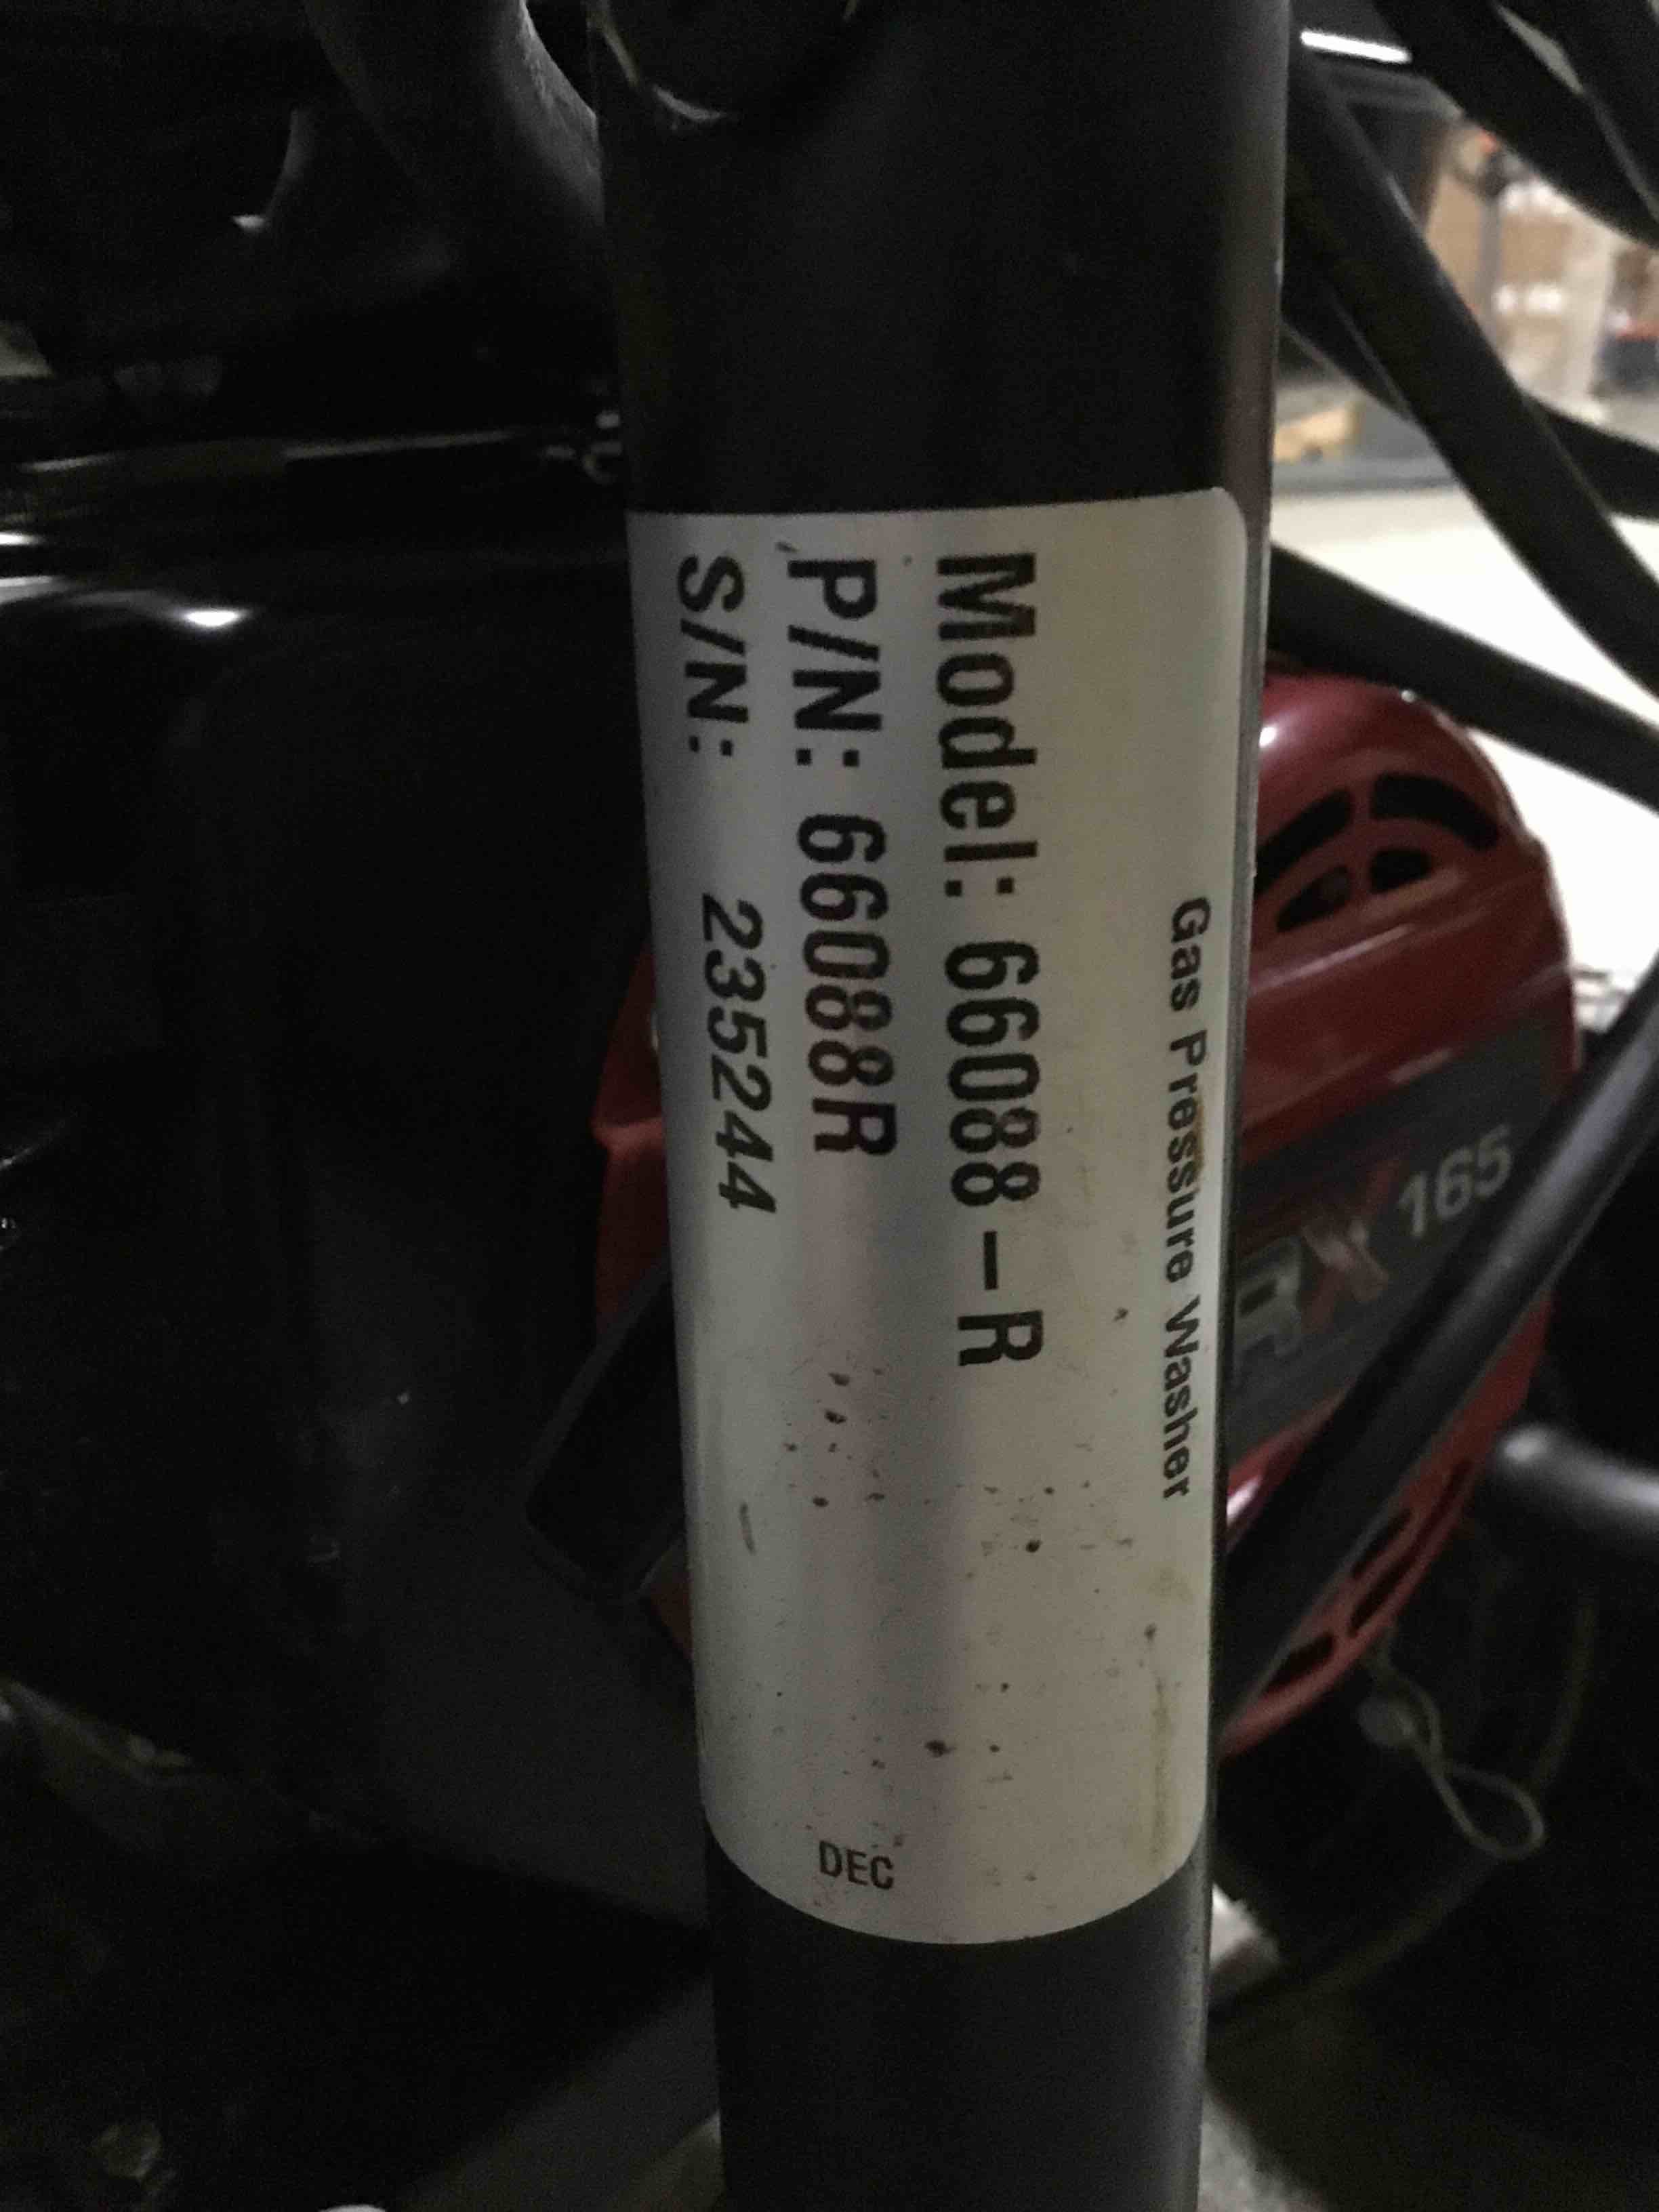 Gas Pressure Washer
Model: 66088-R
P/N: 66088R
S/N: 235244
DEC
165